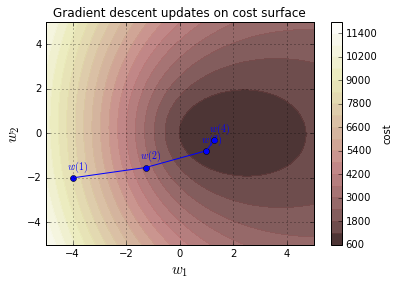 Gradient descent updates on cost surface
4
2
0
−2
−4
w₂
w(1)
w(2)
w(4)
−4 −2 0 2 4
w₁
11400
10200
9000
7800
6600
5400
4200
3000
1800
600
cost